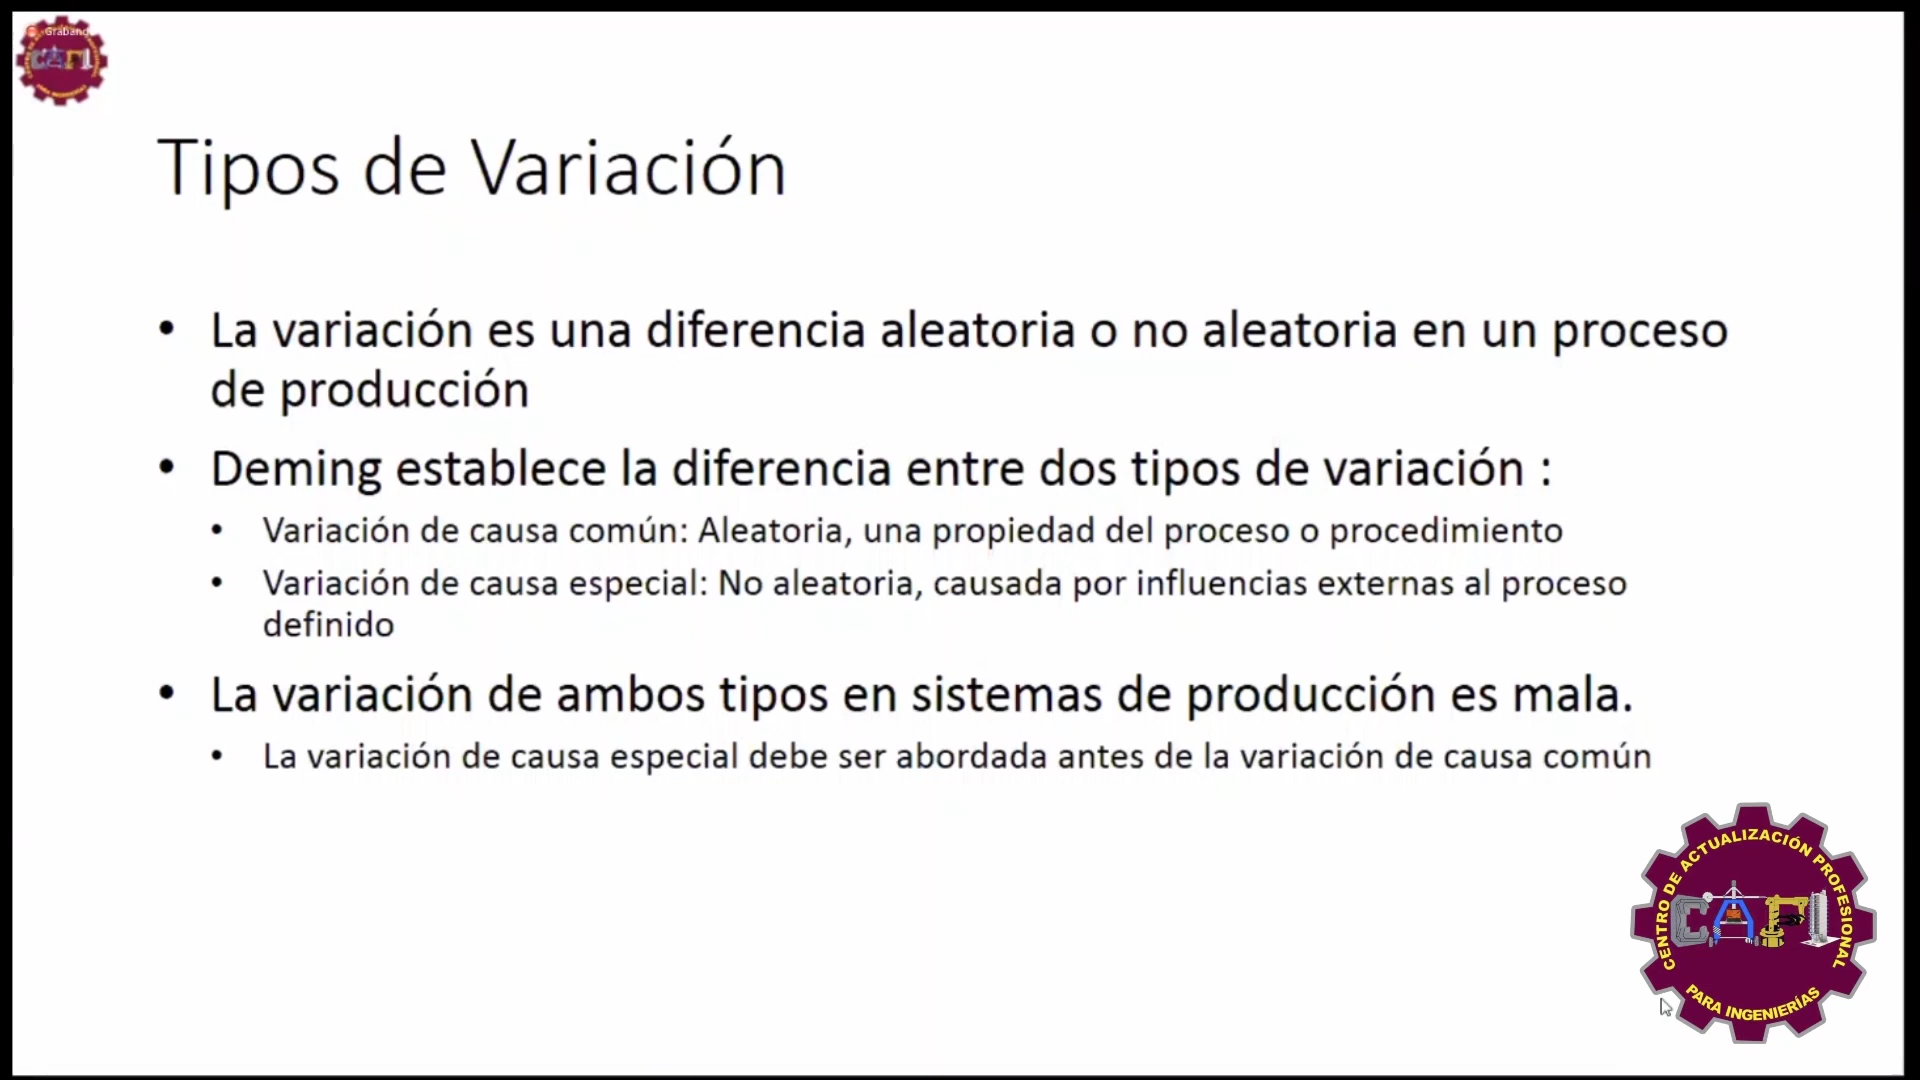 Grabando
Tipos de Variación
• La variación es una diferencia aleatoria o no aleatoria en un proceso
de producción
• Deming establece la diferencia entre dos tipos de variación :
• Variación de causa común: Aleatoria, una propiedad del proceso o procedimiento
• Variación de causa especial: No aleatoria, causada por influencias externas al proceso
definido
• La variación de ambos tipos en sistemas de producción es mala.
• La variación de causa especial debe ser abordada antes de la variación de causa común
CENTRO DE ACTUALIZACIÓN PROFESIONAL
CAPI
PARA INGENIERÍAS